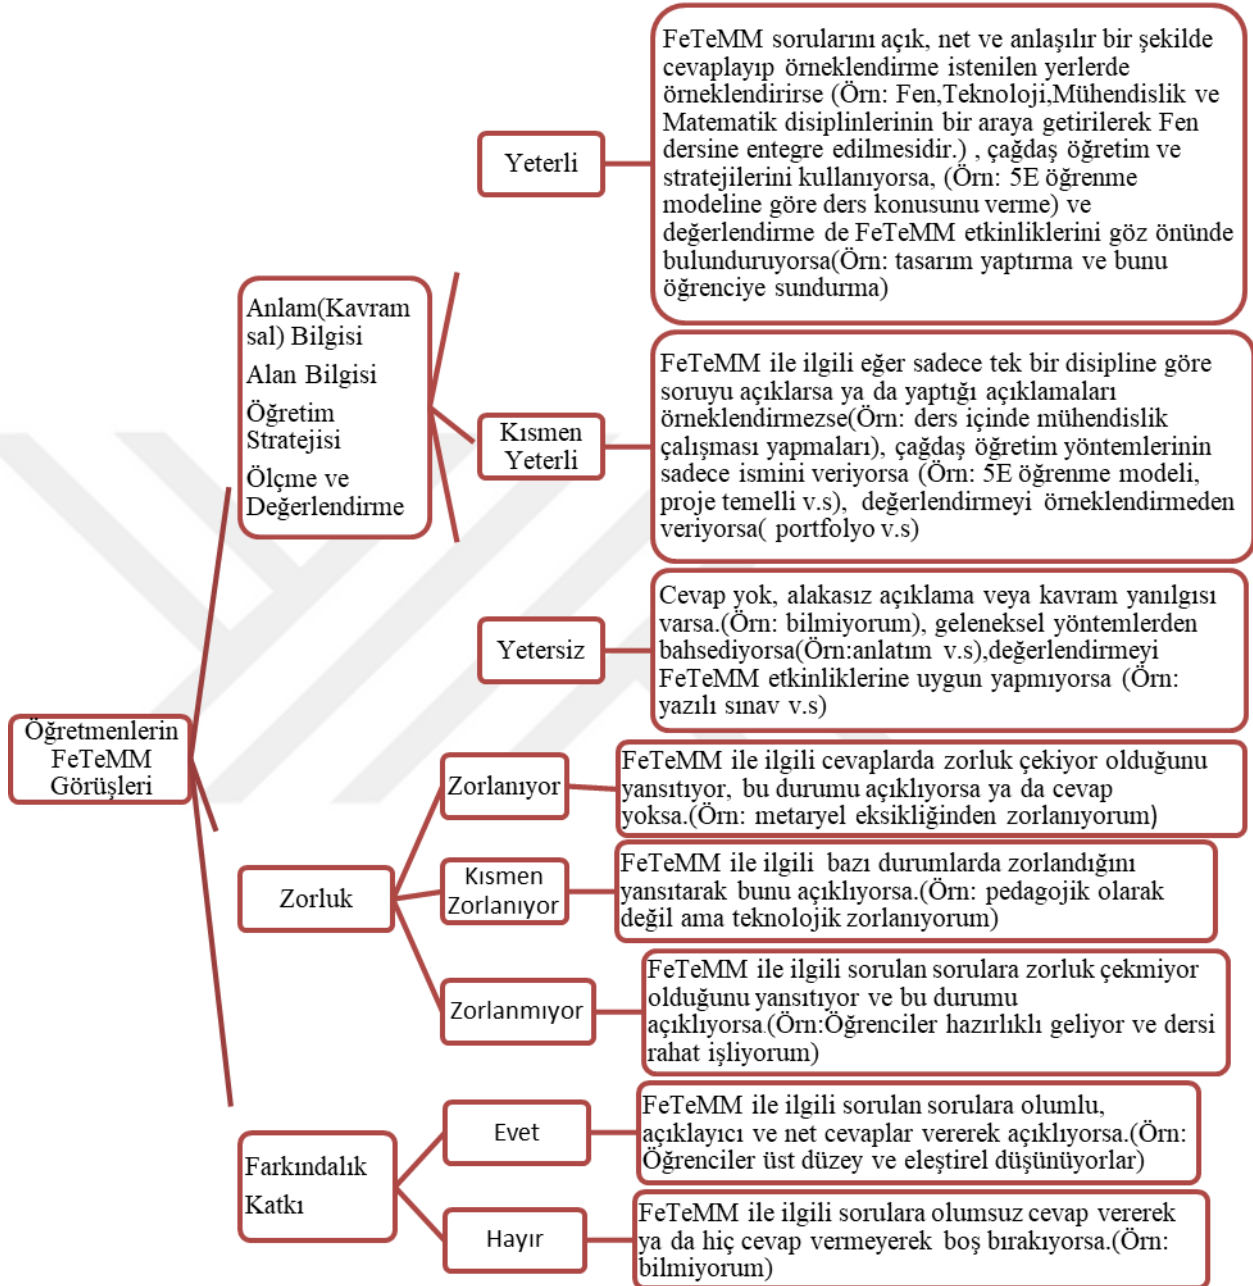 Öğretmenlerin
FeTeMM
Görüşleri
Anlam(Kavram
sal) Bilgisi
Alan Bilgisi
Öğretim
Stratejisi
Ölçme ve
Değerlendirme
Yeterli
FeTeMM sorularını açık, net ve anlaşılır bir şekilde
cevaplayıp örneklendirme istenilen yerlerde
örneklendirirse (Örn: Fen,Teknoloji,Mühendislik ve
Matematik disiplinlerinin bir araya getirilerek Fen
dersine entegre edilmesidir.) , çağdaş öğretim ve
stratejilerini kullanıyorsa, (Örn: 5E öğrenme
modeline göre ders konusunu verme) ve
değerlendirme de FeTeMM etkinliklerini göz önünde
bulunduruyorsa(Örn: tasarım yaptırma ve bunu
öğrenciye sundurma)
Kısmen
Yeterli
FeTeMM ile ilgili eğer sadece tek bir disipline göre
soruyu açıklarsa ya da yaptığı açıklamaları
örneklendirmezse(Örn: ders içinde mühendislik
çalışması yapmaları), çağdaş öğretim yöntemlerinin
sadece ismini veriyorsa (Örn: 5E öğrenme modeli,
proje temelli v.s), değerlendirmeyi örneklendirmeden
veriyorsa( portfolyo v.s)
Yetersiz
Cevap yok, alakasız açıklama veya kavram yanılgısı
varsa.(Örn: bilmiyorum), geleneksel yöntemlerden
bahsediyorsa(Örn:anlatım v.s),değerlendirmeyi
FeTeMM etkinliklerine uygun yapmıyorsa (Örn:
yazılı sınav v.s)
Zorluk
Zorlanıyor
FeTeMM ile ilgili cevaplarda zorluk çekiyor olduğunu
yansıtıyor, bu durumu açıklıyorsa ya da cevap
yoksa.(Örn: metaryel eksikliğinden zorlanıyorum)
Kısmen
Zorlanıyor
FeTeMM ile ilgili bazı durumlarda zorlandığını
yansıtarak bunu açıklıyorsa.(Örn: pedagojik olarak
değil ama teknolojik zorlanıyorum)
Zorlanmıyor
FeTeMM ile ilgili sorulan sorulara zorluk çekmiyor
olduğunu yansıtıyor ve bu durumu
açıklıyorsa.(Örn:Öğrenciler hazırlıklı geliyor ve dersi
rahat işliyorum)
Farkındalık
Katkı
Evet
FeTeMM ile ilgili sorulan sorulara olumlu,
açıklayıcı ve net cevaplar vererek açıklıyorsa.(Örn:
Öğrenciler üst düzey ve eleştirel düşünüyorlar)
Hayır
FeTeMM ile ilgili sorulara olumsuz cevap vererek
ya da hiç cevap vermeyerek boş bırakıyorsa.(Örn:
bilmiyorum)